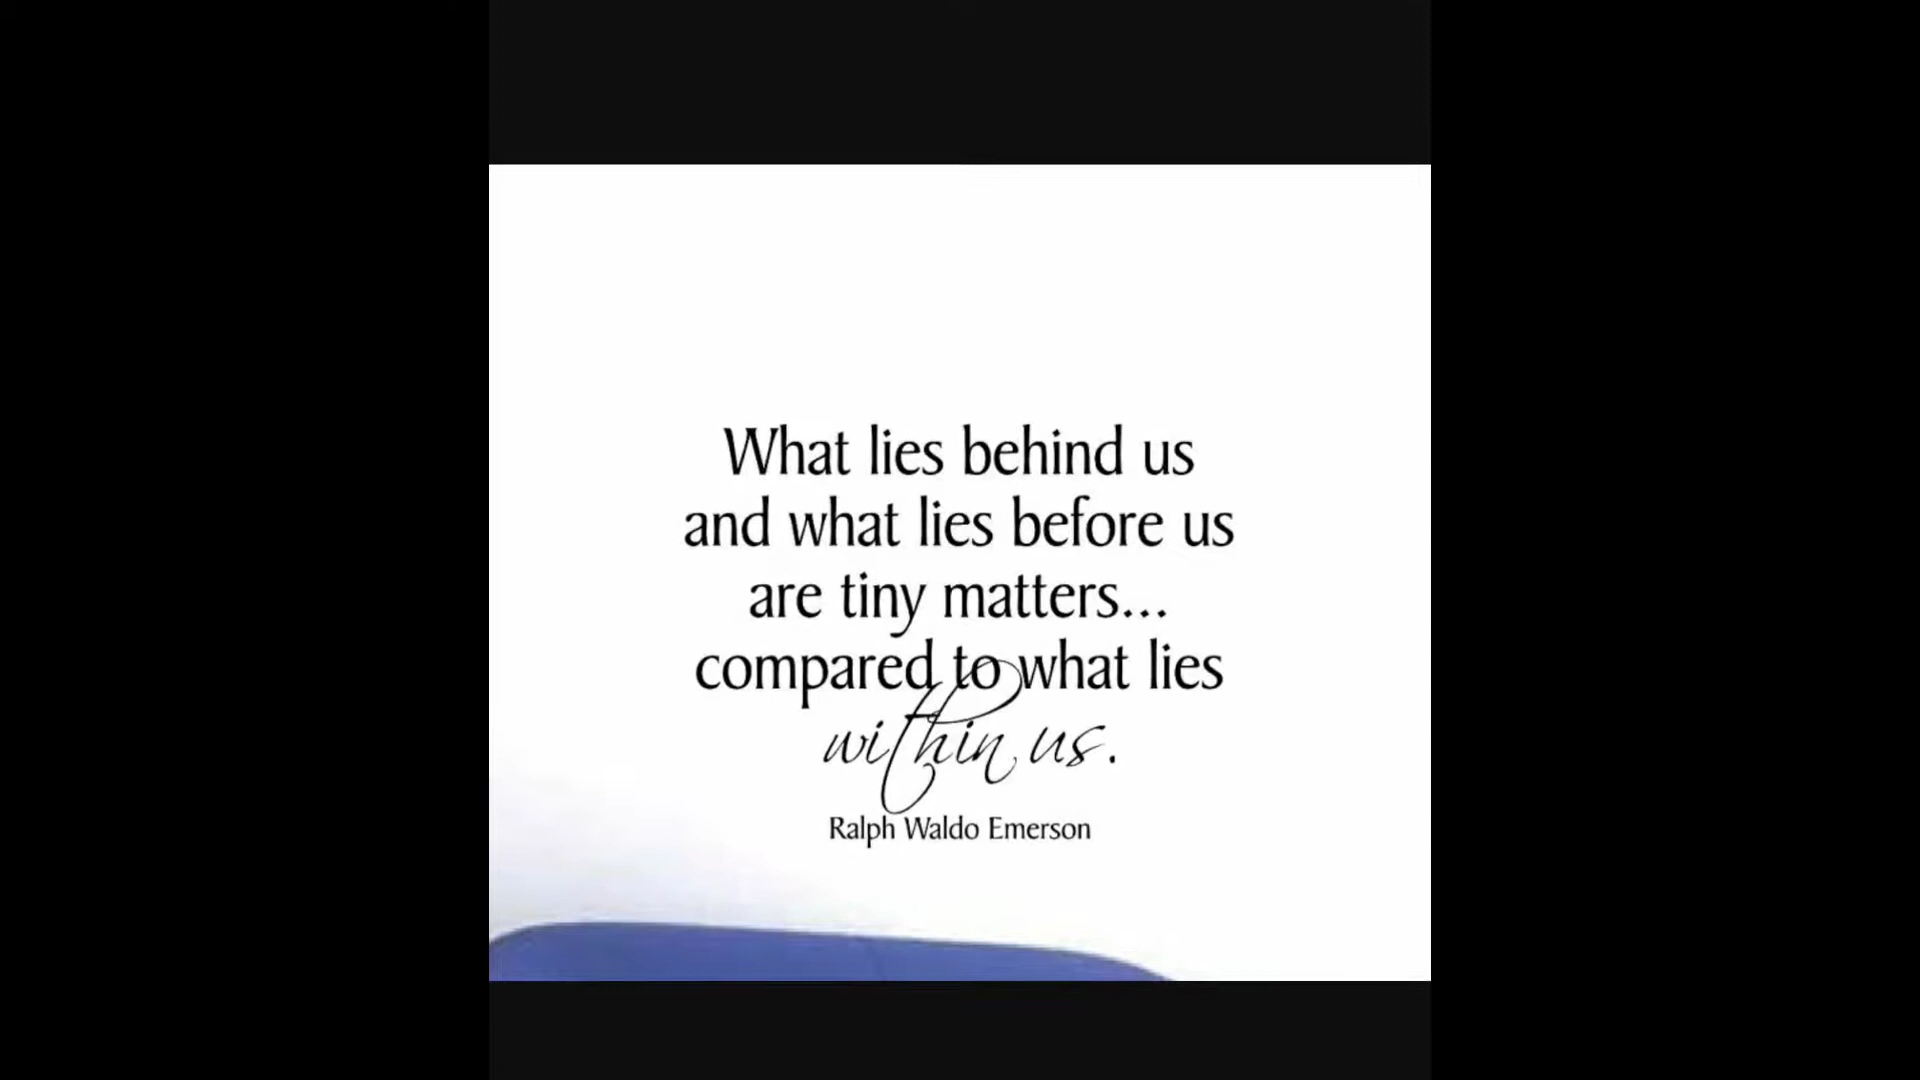 What lies behind us
and what lies before us
are tiny matters...
compared to what lies
within us.
Ralph Waldo Emerson